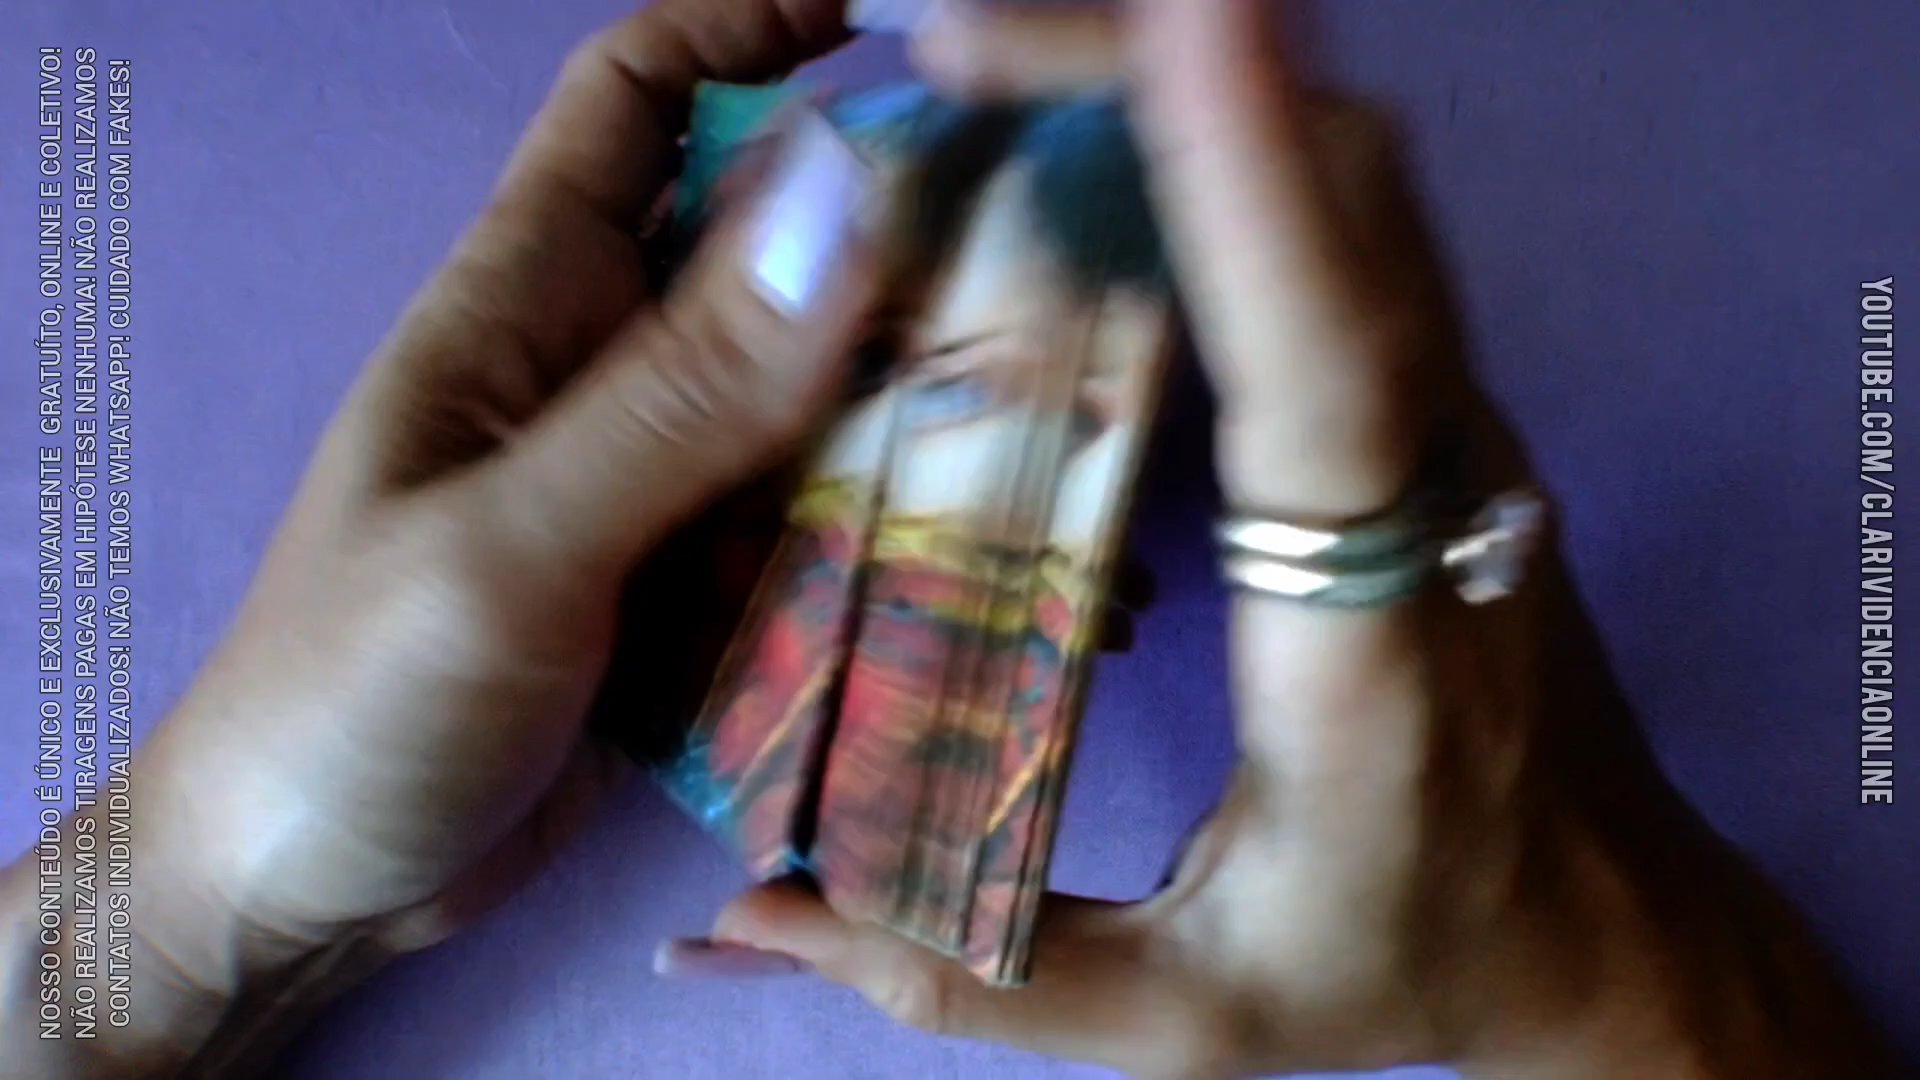 NOSSO CONTEÚDO É ÚNICO E EXCLUSIVAMENTE GRATUÍTO, ONLINE E COLETIVO!
NÃO REALIZAMOS TIRAGENS PAGAS EM HIPÓTESE NENHUMA! NÃO REALIZAMOS
CONTATOS INDIVIDUALIZADOS! NÃO TEMOS WHATSAPP! CUIDADO COM FAKES!
YOUTUBE.COM/CLARIVIDENCIAONLINE